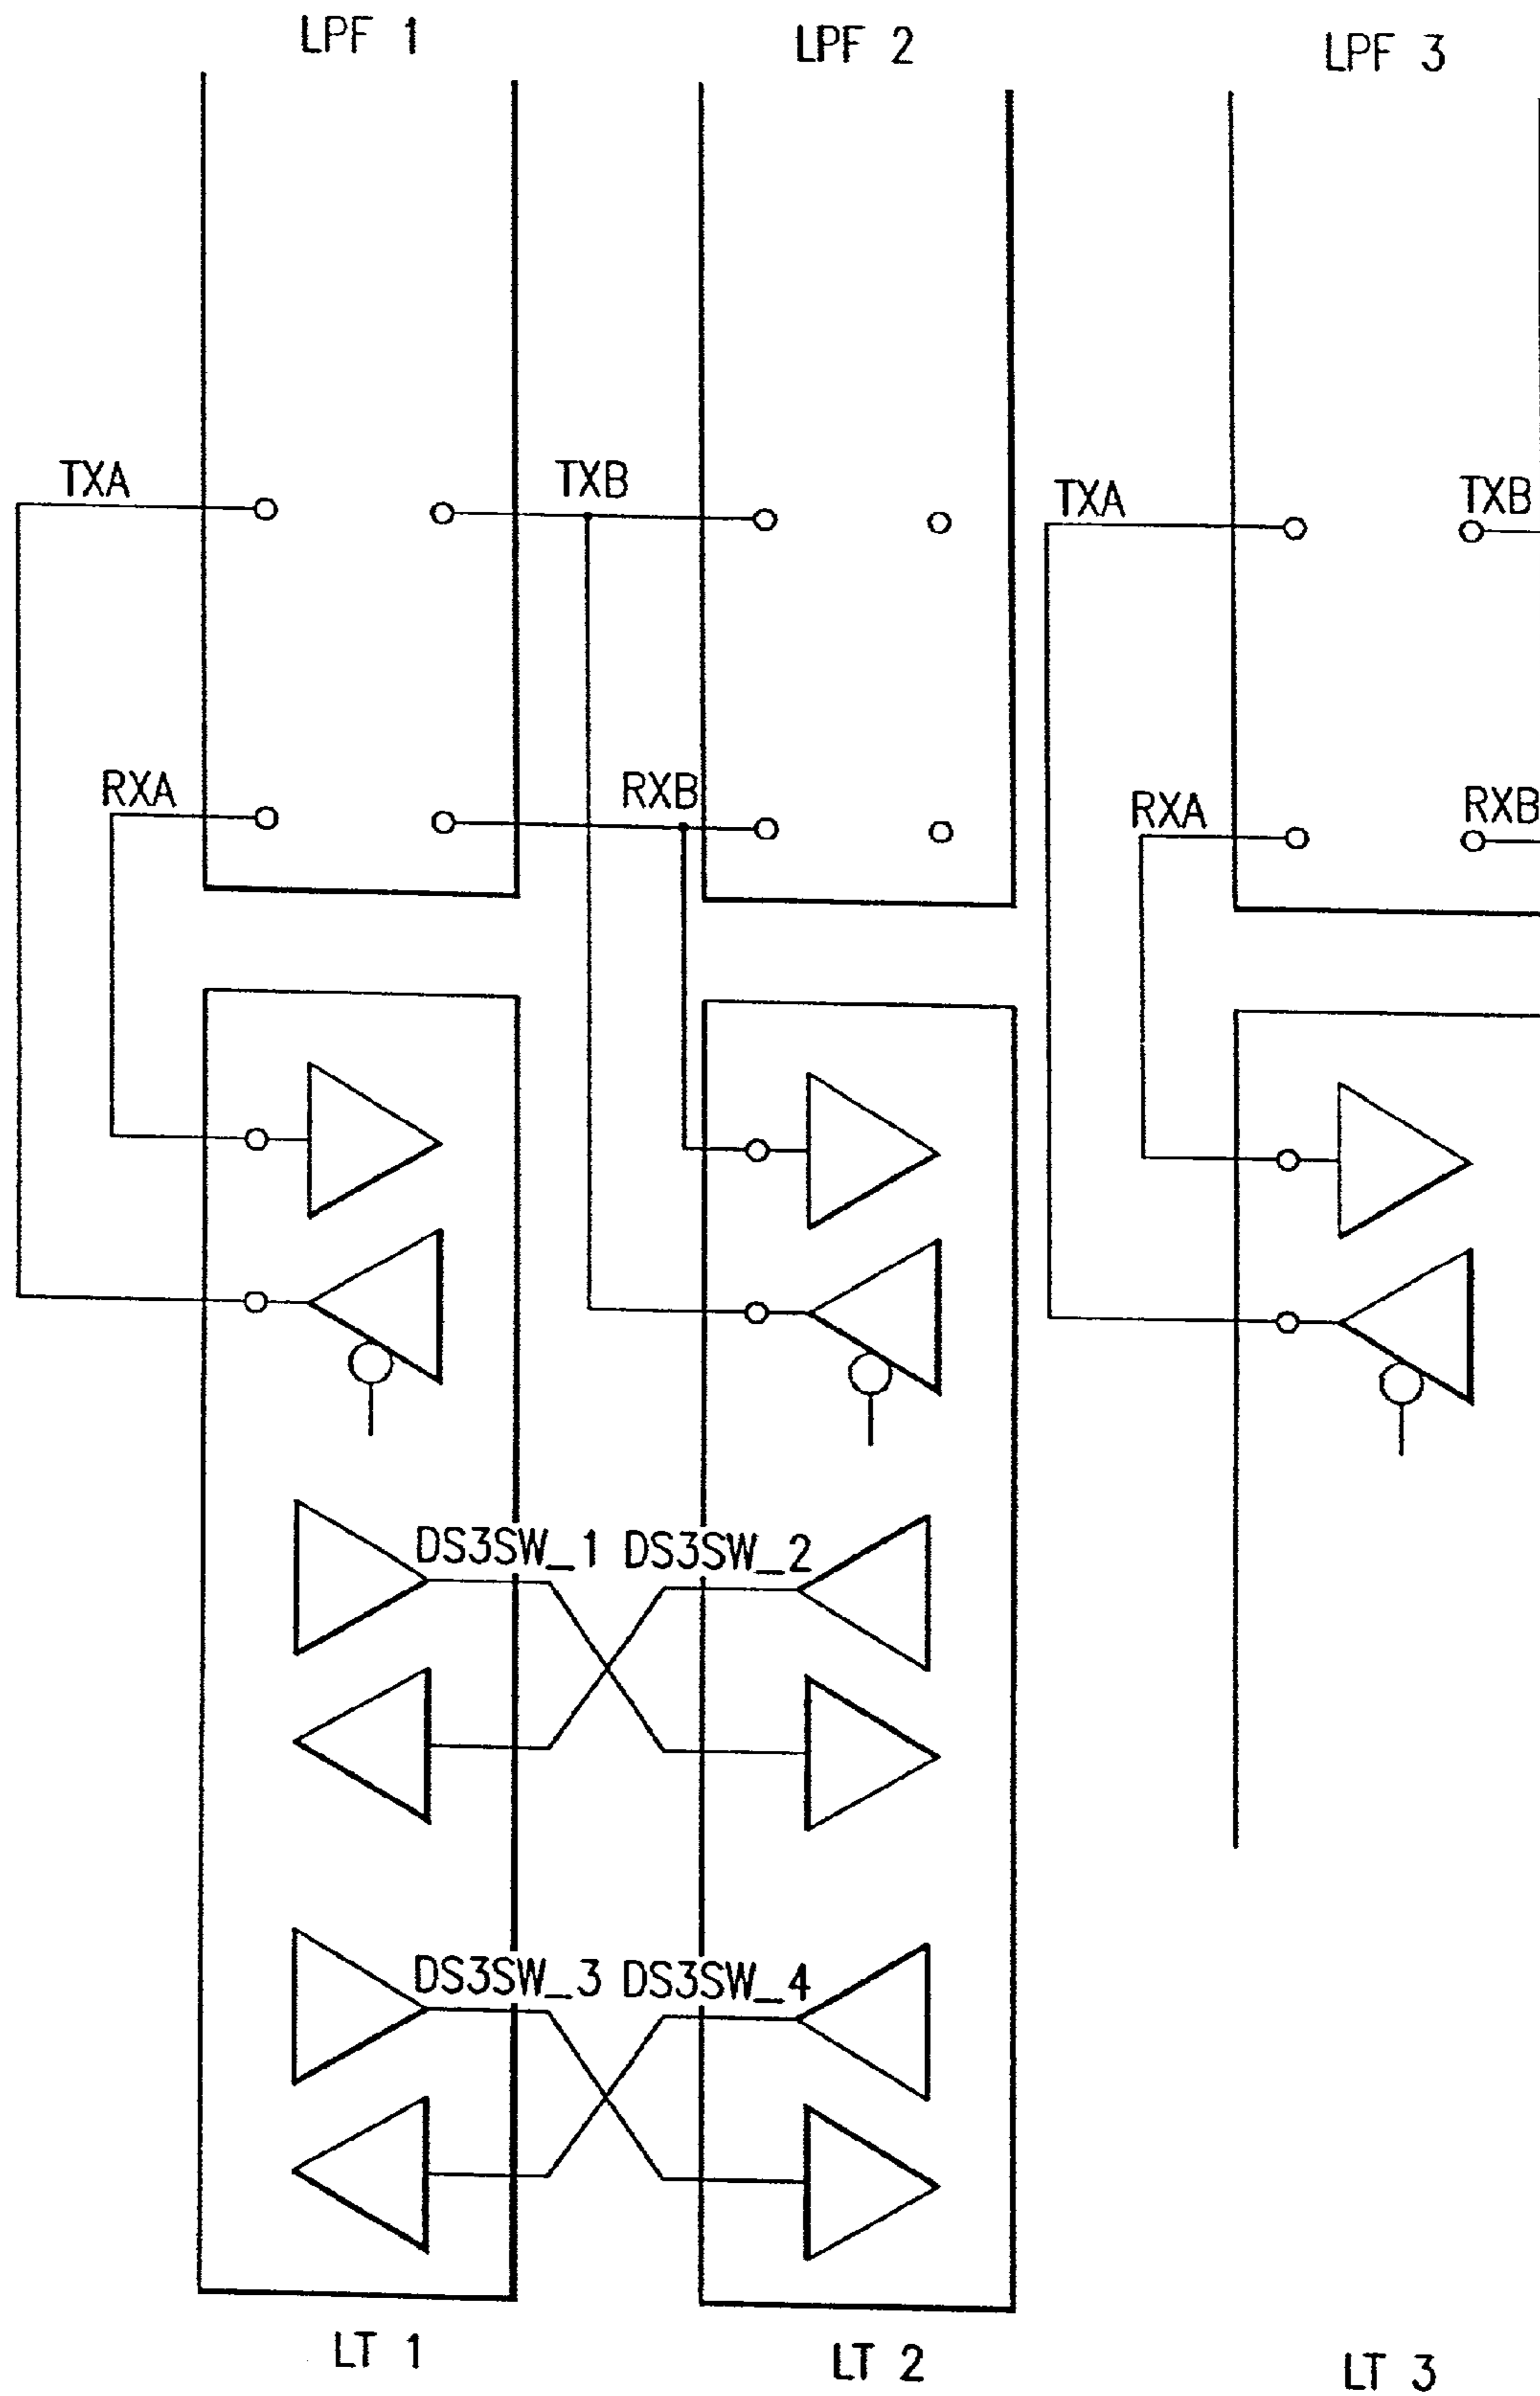 LPF 1
LPF 2
LPF 3
TXA
TXB
TXA
TXB
RXA
RXB
RXA
RXB
DS3SW_1
DS3SW_2
DS3SW_3
DS3SW_4
LT 1
LT 2
LT 3